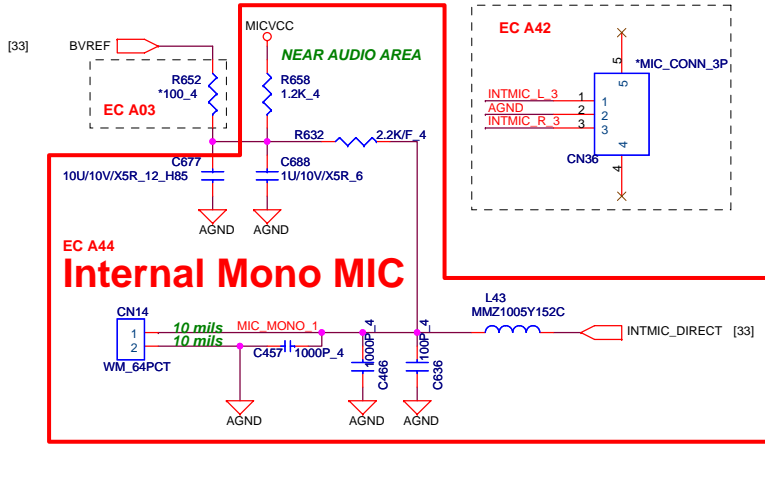 MICVCC
EC A42
[33]
BVREF
NEAR AUDIO AREA
5
*MIC_CONN_3P
R652
*100_4
R658
1.2K_4
EC A03
5
INTMIC_L_3
1
1
AGND
2
2
INTMIC_R_3
3
3
4
CN36
4
R632
2.2K/F_4
C677
10U/10V/X5R_12_H85
C688
1U/10V/X5R_6
AGND
AGND
EC A44
Internal Mono MIC
CN14
1
2
WM_64PCT
10 mils
10 mils
MIC_MONO_1
C457
1000P_4
1000P_4
C466
100P_4
C636
L43
MMZ1005Y152C
INTMIC_DIRECT [33]
AGND
AGND
AGND